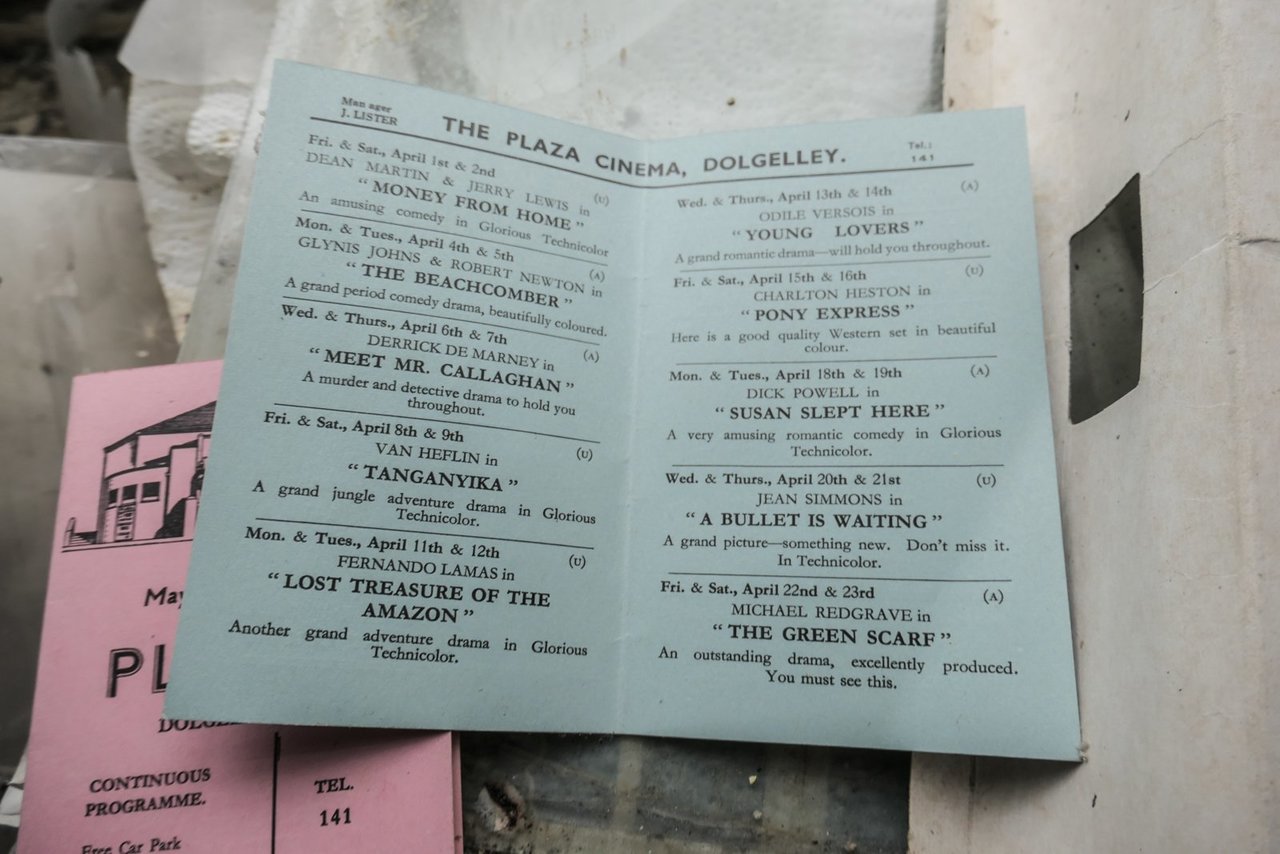 Man ager
J. LISTER
THE PLAZA CINEMA, DOLGELLEY.
Tel.:
141
Fri. & Sat., April 1st & 2nd
DEAN MARTIN & JERRY LEWIS in (U)
“ MONEY FROM HOME ”
An amusing comedy in Glorious Technicolor
Mon. & Tues., April 4th & 5th
GLYNIS JOHNS & ROBERT NEWTON in (A)
“ THE BEACHCOMBER ”
A grand period comedy drama, beautifully coloured.
Wed. & Thurs., April 6th & 7th
DERRICK DE MARNEY in (A)
“ MEET MR. CALLAGHAN ”
A murder and detective drama to hold you
throughout.
Fri. & Sat., April 8th & 9th
VAN HEFLIN in (U)
“ TANGANYIKA ”
A grand jungle adventure drama in Glorious
Technicolor.
Mon. & Tues., April 11th & 12th
FERNANDO LAMAS in (U)
“ LOST TREASURE OF THE
AMAZON ”
Another grand adventure drama in Glorious
Technicolor.
Wed. & Thurs., April 13th & 14th (A)
ODILE VERSOIS in
“ YOUNG LOVERS ”
A grand romantic drama—will hold you throughout.
Fri. & Sat., April 15th & 16th (U)
CHARLTON HESTON in
“ PONY EXPRESS ”
Here is a good quality Western set in beautiful
colour.
Mon. & Tues., April 18th & 19th (A)
DICK POWELL in
“ SUSAN SLEPT HERE ”
A very amusing romantic comedy in Glorious
Technicolor.
Wed. & Thurs., April 20th & 21st (U)
JEAN SIMMONS in
“ A BULLET IS WAITING ”
A grand picture—something new. Don't miss it.
In Technicolor.
Fri. & Sat., April 22nd & 23rd (A)
MICHAEL REDGRAVE in
“ THE GREEN SCARF ”
An outstanding drama, excellently produced.
You must see this.
May
PL
DOLGE
CONTINUOUS
PROGRAMME.
TEL.
141
Free Car Park